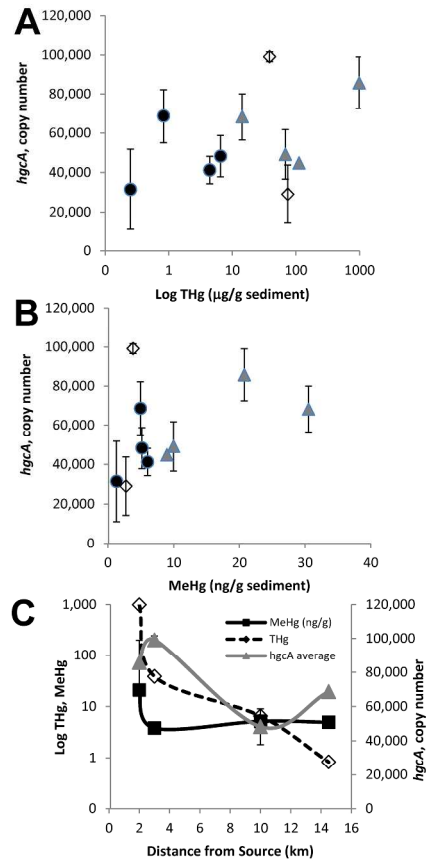 A
120,000
100,000
80,000
60,000
40,000
20,000
0
hgcA, copy number
0 1 10 100 1000
Log THg (µg/g sediment)
B
120,000
100,000
80,000
60,000
40,000
20,000
0
hgcA, copy number
0 10 20 30 40
MeHg (ng/g sediment)
C
1,000
100
10
1
0
Log THg, MeHg
MeHg (ng/g)
THg
hgcA average
120,000
100,000
80,000
60,000
40,000
20,000
0
hgcA, copy number
0 2 4 6 8 10 12 14 16
Distance from Source (km)